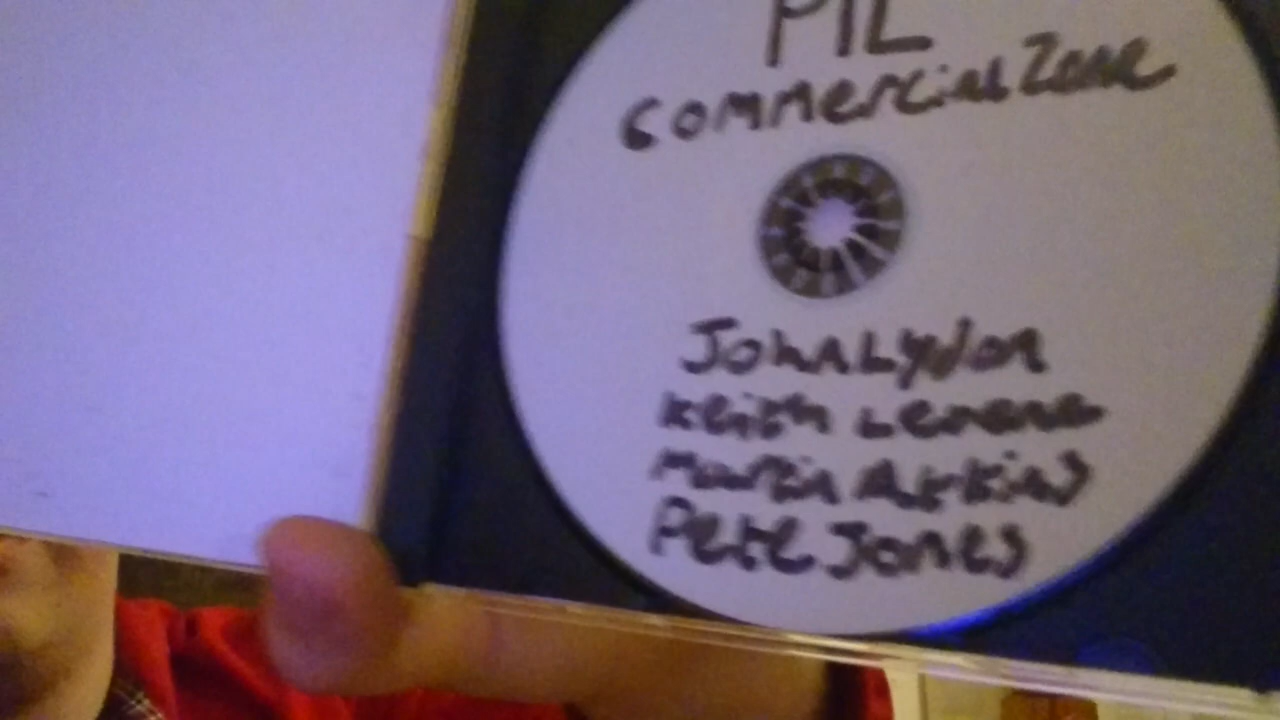 PIL
Commercial Zone
John Lydon
Keith Levene
Martin Atkins
Pete Jones